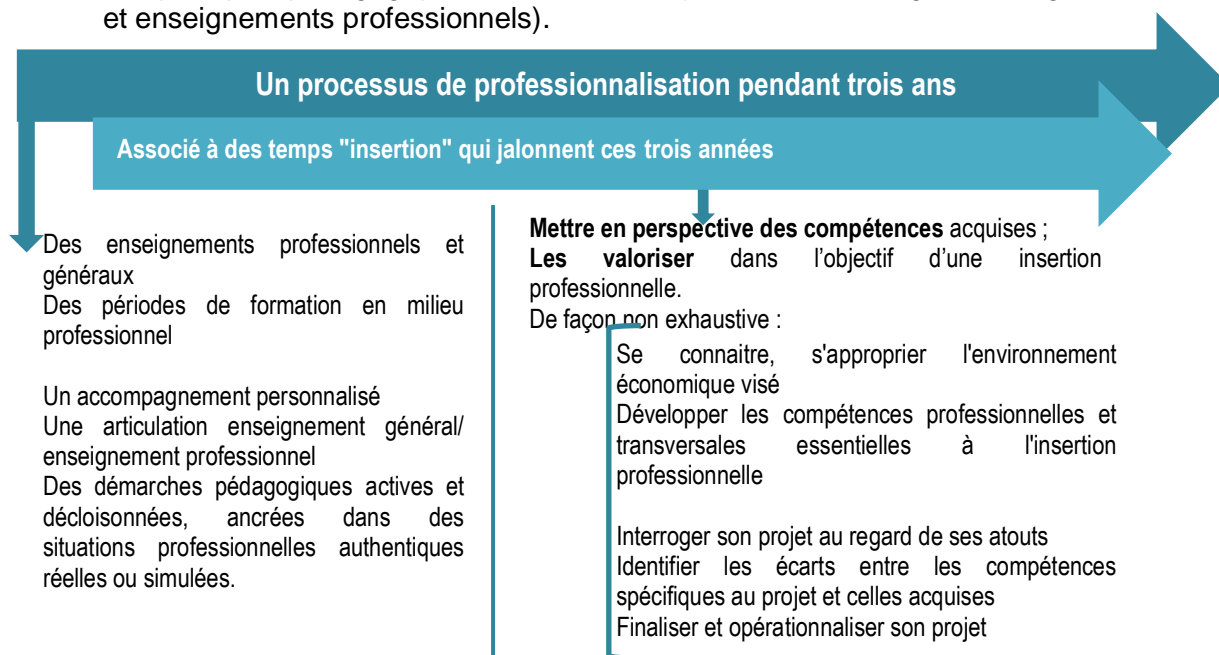 et enseignements professionnels).
Un processus de professionnalisation pendant trois ans
Associé à des temps "insertion" qui jalonnent ces trois années
Des enseignements professionnels et
généraux
Des périodes de formation en milieu
professionnel
Un accompagnement personnalisé
Une articulation enseignement général/
enseignement professionnel
Des démarches pédagogiques actives et
décloisonnées, ancrées dans des
situations professionnelles authentiques
réelles ou simulées.
Mettre en perspective des compétences acquises ;
Les valoriser dans l'objectif d'une insertion
professionnelle.
De façon non exhaustive :
Se connaitre, s'approprier l'environnement
économique visé
Développer les compétences professionnelles et
transversales essentielles à l'insertion
professionnelle
Interroger son projet au regard de ses atouts
Identifier les écarts entre les compétences
spécifiques au projet et celles acquises
Finaliser et opérationnaliser son projet